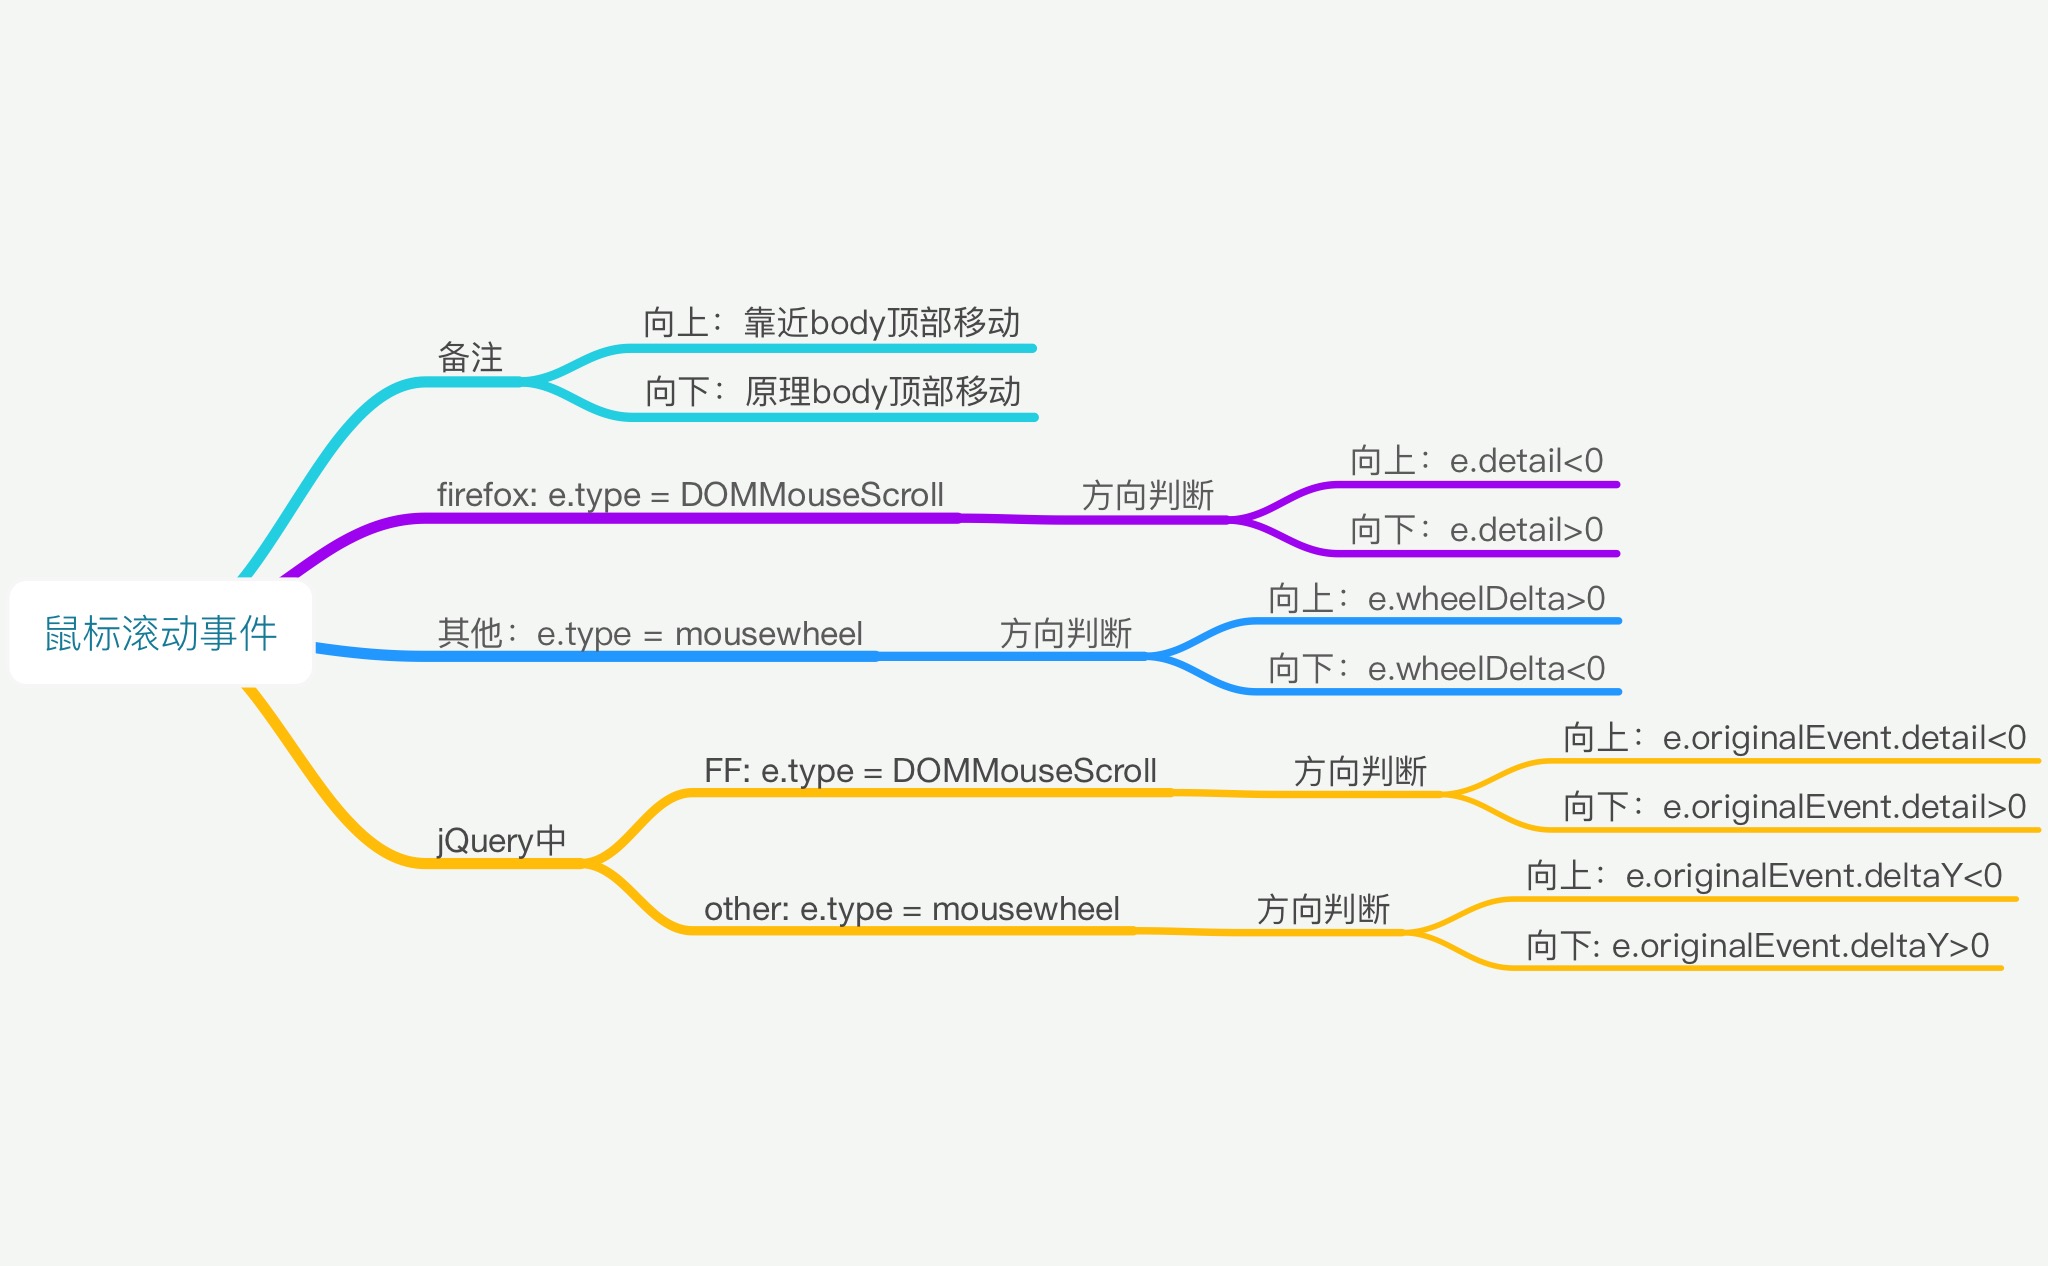 鼠标滚动事件
备注
向上：靠近body顶部移动
向下：原理body顶部移动
firefox: e.type = DOMMouseScroll
方向判断
向上：e.detail<0
向下：e.detail>0
其他：e.type = mousewheel
方向判断
向上：e.wheelDelta>0
向下：e.wheelDelta<0
jQuery中
FF: e.type = DOMMouseScroll
方向判断
向上：e.originalEvent.detail<0
向下：e.originalEvent.detail>0
other: e.type = mousewheel
方向判断
向上：e.originalEvent.deltaY<0
向下: e.originalEvent.deltaY>0